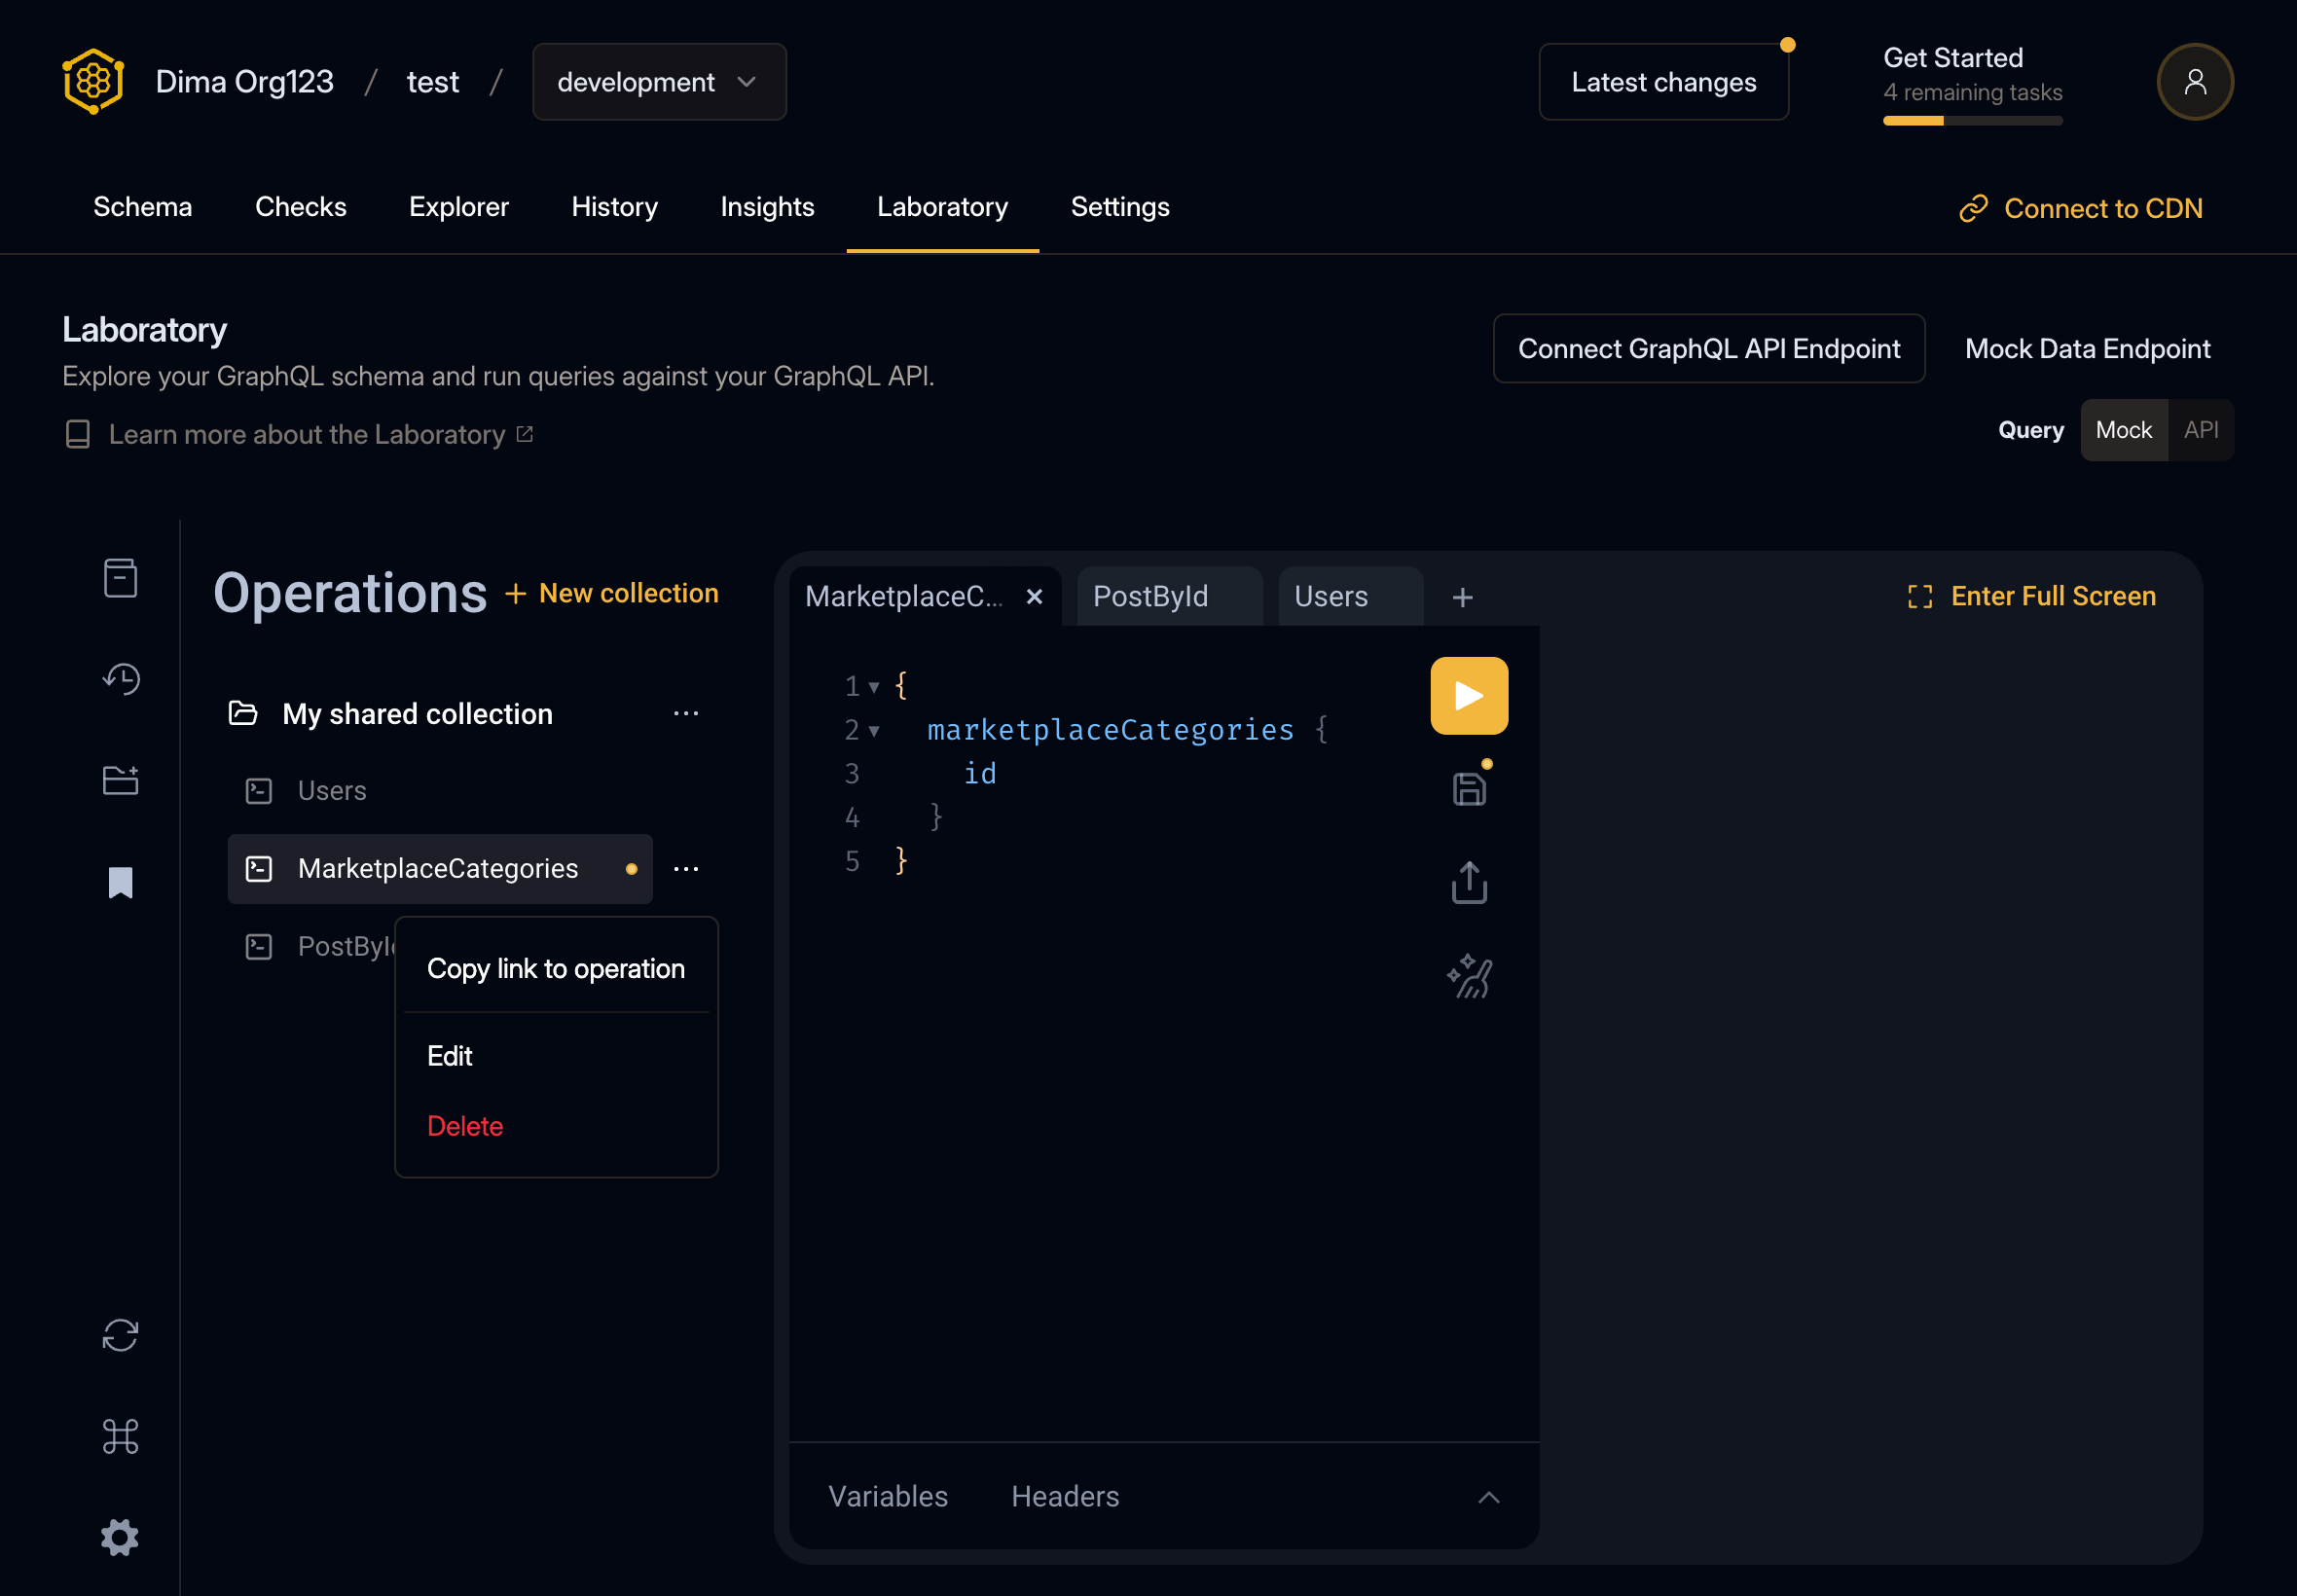 Dima Org123 / test / development
Latest changes
Get Started
4 remaining tasks
Schema Checks Explorer History Insights Laboratory Settings
Connect to CDN
Laboratory
Explore your GraphQL schema and run queries against your GraphQL API.
Learn more about the Laboratory
Connect GraphQL API Endpoint
Mock Data Endpoint
Query Mock API
Operations
+ New collection
My shared collection ...
Users
MarketplaceCategories ...
PostById
Copy link to operation
Edit
Delete
MarketplaceC... × PostById Users +
Enter Full Screen
1 {
2 marketplaceCategories {
3 id
4 }
5 }
Variables Headers